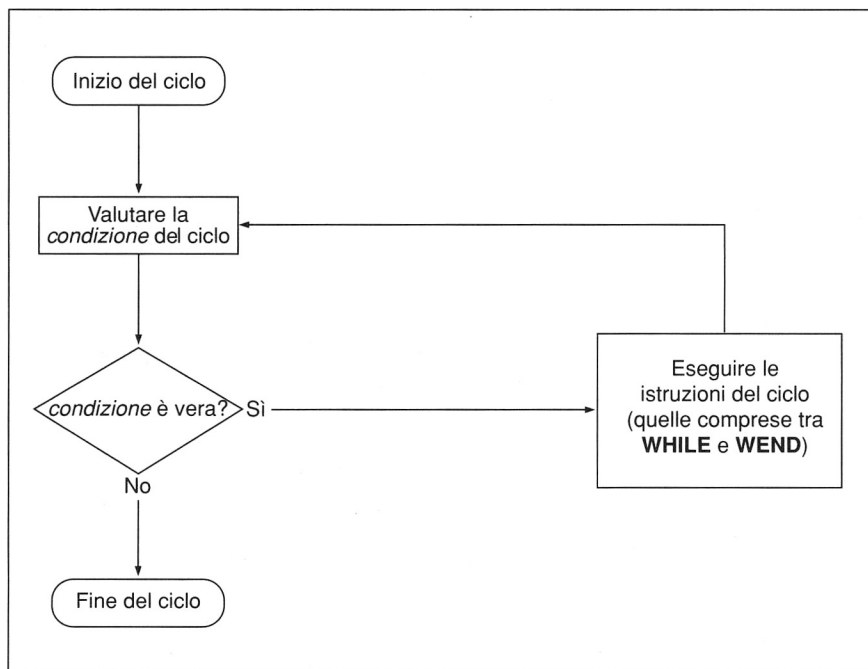 Inizio del ciclo
Valutare la
condizione del ciclo
condizione è vera?
Sì
Eseguire le
istruzioni del ciclo
(quelle comprese tra
WHILE e WEND)
No
Fine del ciclo